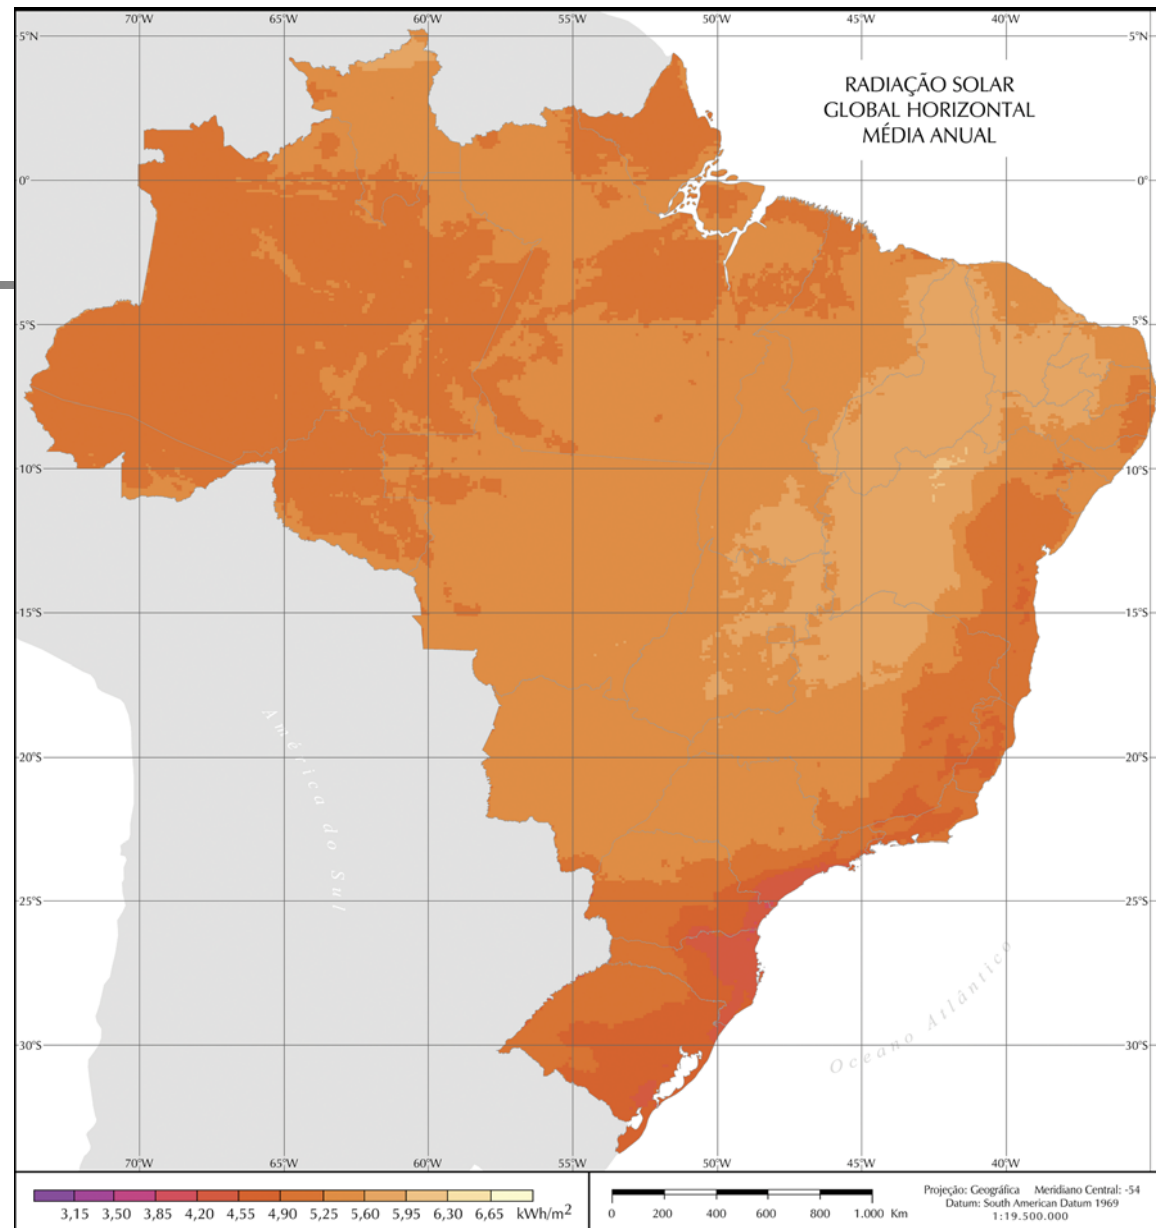 70°W 65°W 60°W 55°W 50°W 45°W 40°W
5°N 5°N
RADIAÇÃO SOLAR
GLOBAL HORIZONTAL
MÉDIA ANUAL
0° 0°
5°S 5°S
10°S 10°S
15°S 15°S
América do Sul
20°S 20°S
25°S 25°S
Oceano Atlântico
30°S 30°S
70°W 65°W 60°W 55°W 50°W 45°W 40°W
3,15 3,50 3,85 4,20 4,55 4,90 5,25 5,60 5,95 6,30 6,65 kWh/m²
0 200 400 600 800 1.000 Km
Projeção: Geográfica Meridiano Central: -54
Datum: South American Datum 1969
1:19.500.000